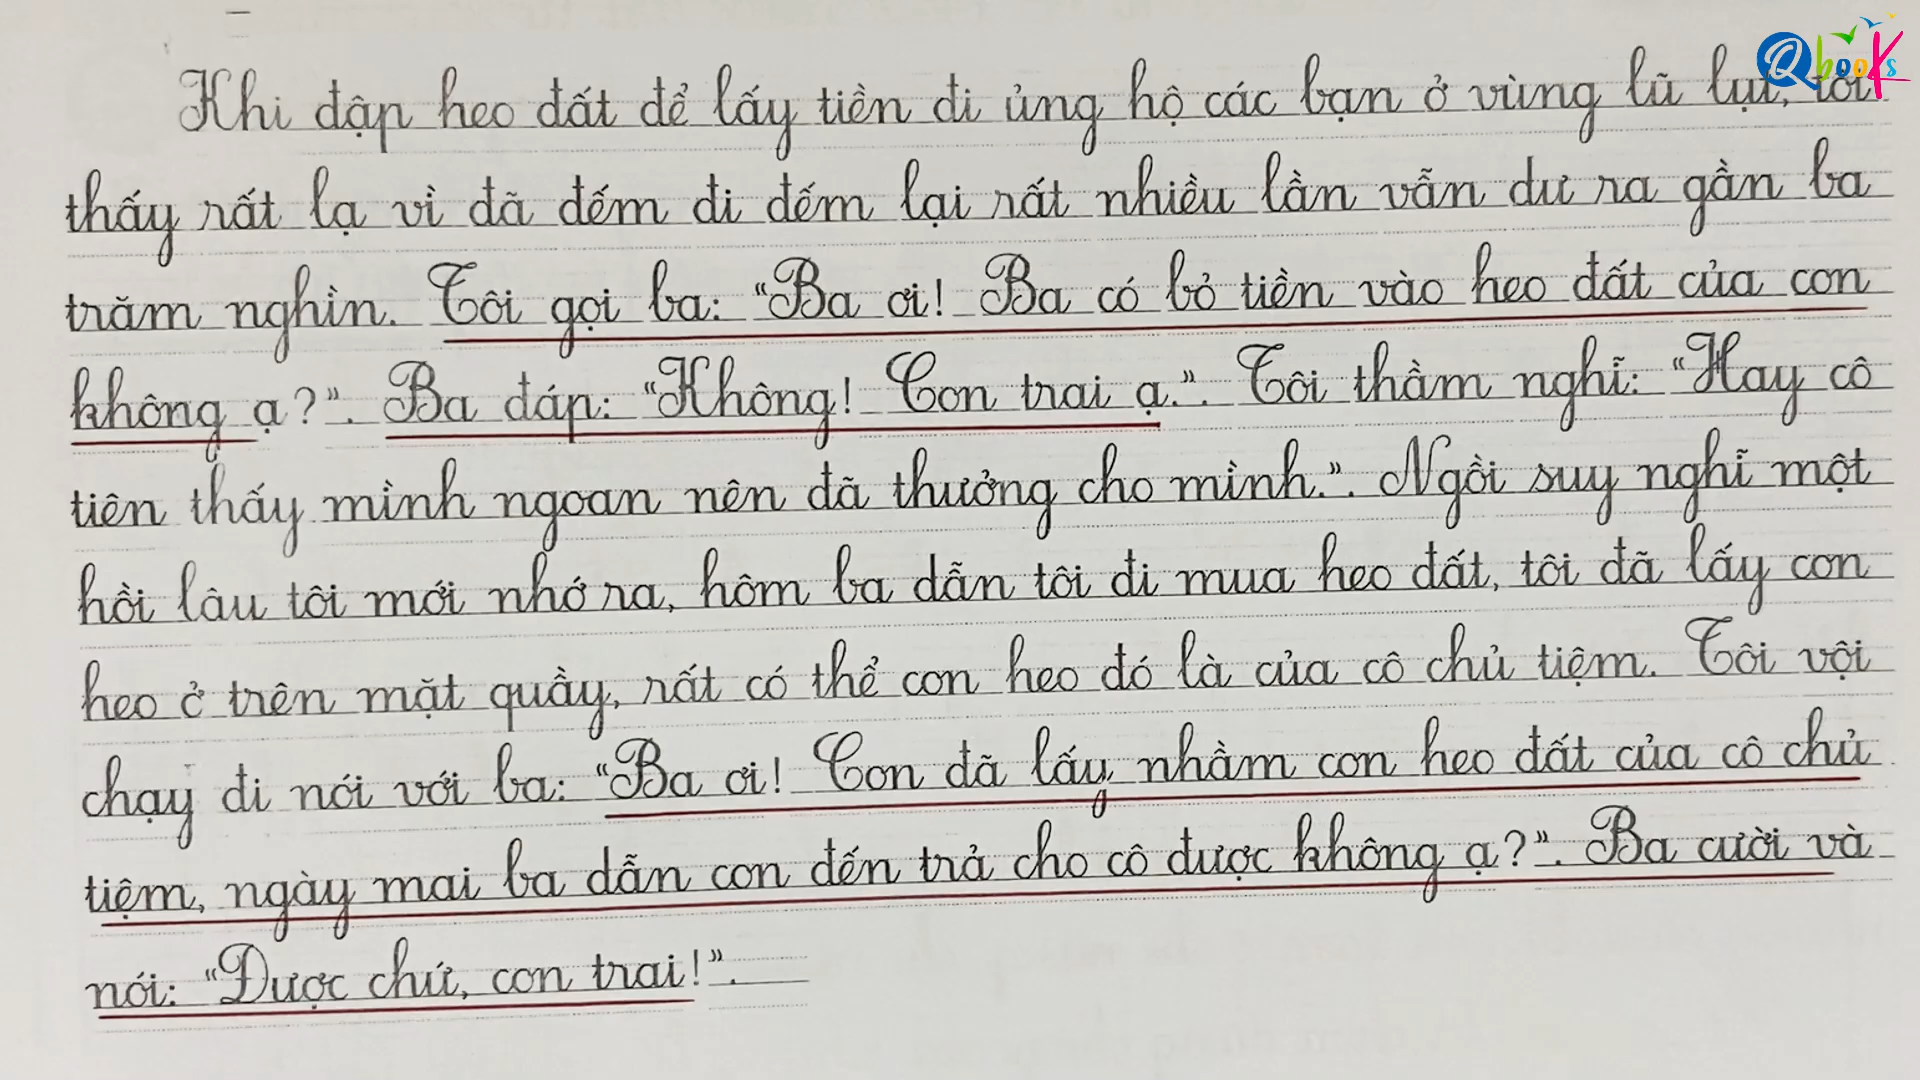 Qbooks
Khi đập heo đất để lấy tiền đi ủng hộ các bạn ở vùng lũ lụt, tôi
thấy rất lạ vì đã đếm đi đếm lại rất nhiều lần vẫn dư ra gần ba
trăm nghìn. Tôi gọi ba: "Ba ơi! Ba có bỏ tiền vào heo đất của con
không ạ?". Ba đáp: "Không! Con trai ạ.". Tôi thầm nghĩ: "Hay cô
tiên thấy mình ngoan nên đã thưởng cho mình.". Ngồi suy nghĩ một
hồi lâu tôi mới nhớ ra, hôm ba dẫn tôi đi mua heo đất, tôi đã lấy con
heo ở trên mặt quầy, rất có thể con heo đó là của cô chủ tiệm. Tôi vội
chạy đi nói với ba: "Ba ơi! Con đã lấy nhầm con heo đất của cô chủ
tiệm, ngày mai ba dẫn con đến trả cho cô được không ạ?". Ba cười và
nói: "Được chứ, con trai!".